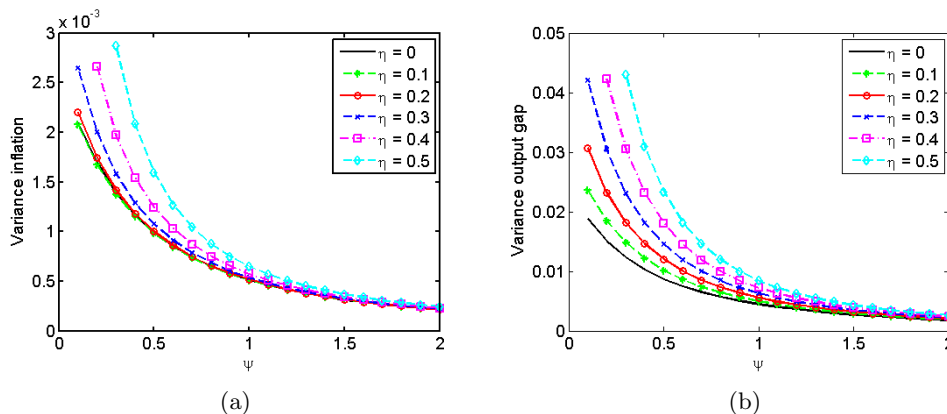 x 10⁻³
3
2.5
2
1.5
1
0.5
0
Variance inflation
0 0.5 1 1.5 2
ψ
η = 0
η = 0.1
η = 0.2
η = 0.3
η = 0.4
η = 0.5
(a)
0.05
0.04
0.03
0.02
0.01
0
Variance output gap
0 0.5 1 1.5 2
ψ
η = 0
η = 0.1
η = 0.2
η = 0.3
η = 0.4
η = 0.5
(b)